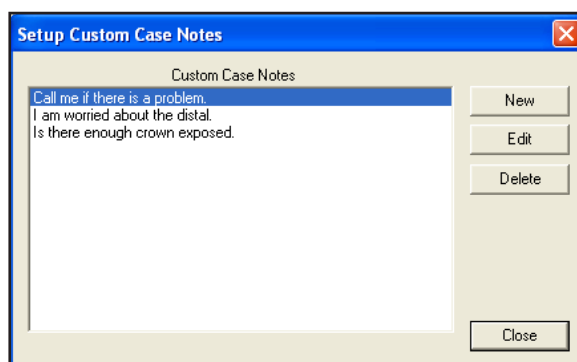 Setup Custom Case Notes
Custom Case Notes
Call me if there is a problem.
I am worried about the distal.
Is there enough crown exposed.
New
Edit
Delete
Close